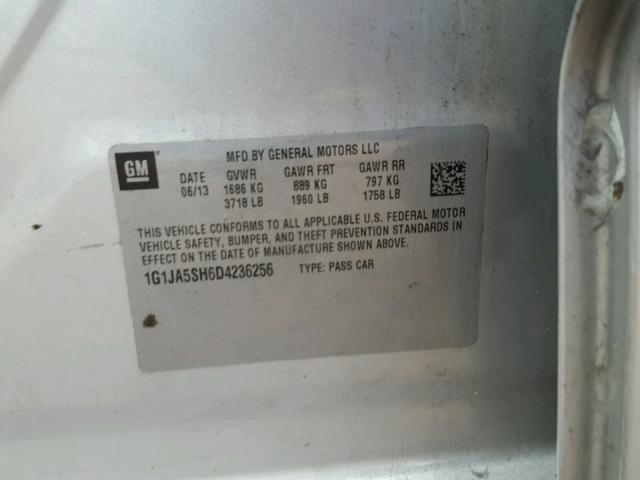 GM
MFD BY GENERAL MOTORS LLC
DATE GVWR GAWR FRT GAWR RR
06/13 1686 KG 889 KG 797 KG
3718 LB 1960 LB 1758 LB
THIS VEHICLE CONFORMS TO ALL APPLICABLE U.S. FEDERAL MOTOR
VEHICLE SAFETY, BUMPER, AND THEFT PREVENTION STANDARDS IN
EFFECT ON THE DATE OF MANUFACTURE SHOWN ABOVE.
1G1JA5SH6D4236256 TYPE: PASS CAR